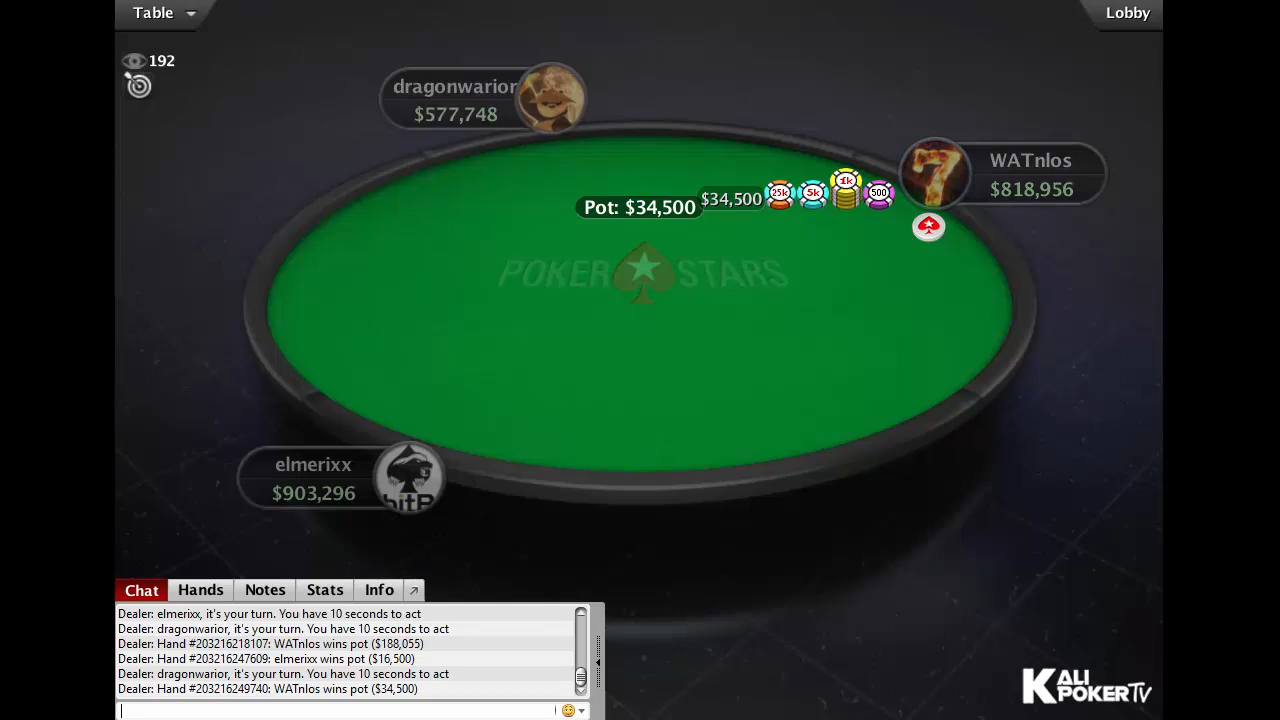 Table
Lobby
192
dragonwarior
$577,748
WATnlos
$818,956
Pot: $34,500
$34,500
25k
5k
1k
500
7
POKER STARS
elmerixx
$903,296
Chat
Hands
Notes
Stats
Info
Dealer: elmerixx, it's your turn. You have 10 seconds to act
Dealer: dragonwarior, it's your turn. You have 10 seconds to act
Dealer: Hand #203216218107: WATnlos wins pot ($188,055)
Dealer: Hand #203216247609: elmerixx wins pot ($16,500)
Dealer: dragonwarior, it's your turn. You have 10 seconds to act
Dealer: Hand #203216249740: WATnlos wins pot ($34,500)
KALI
POKERTV